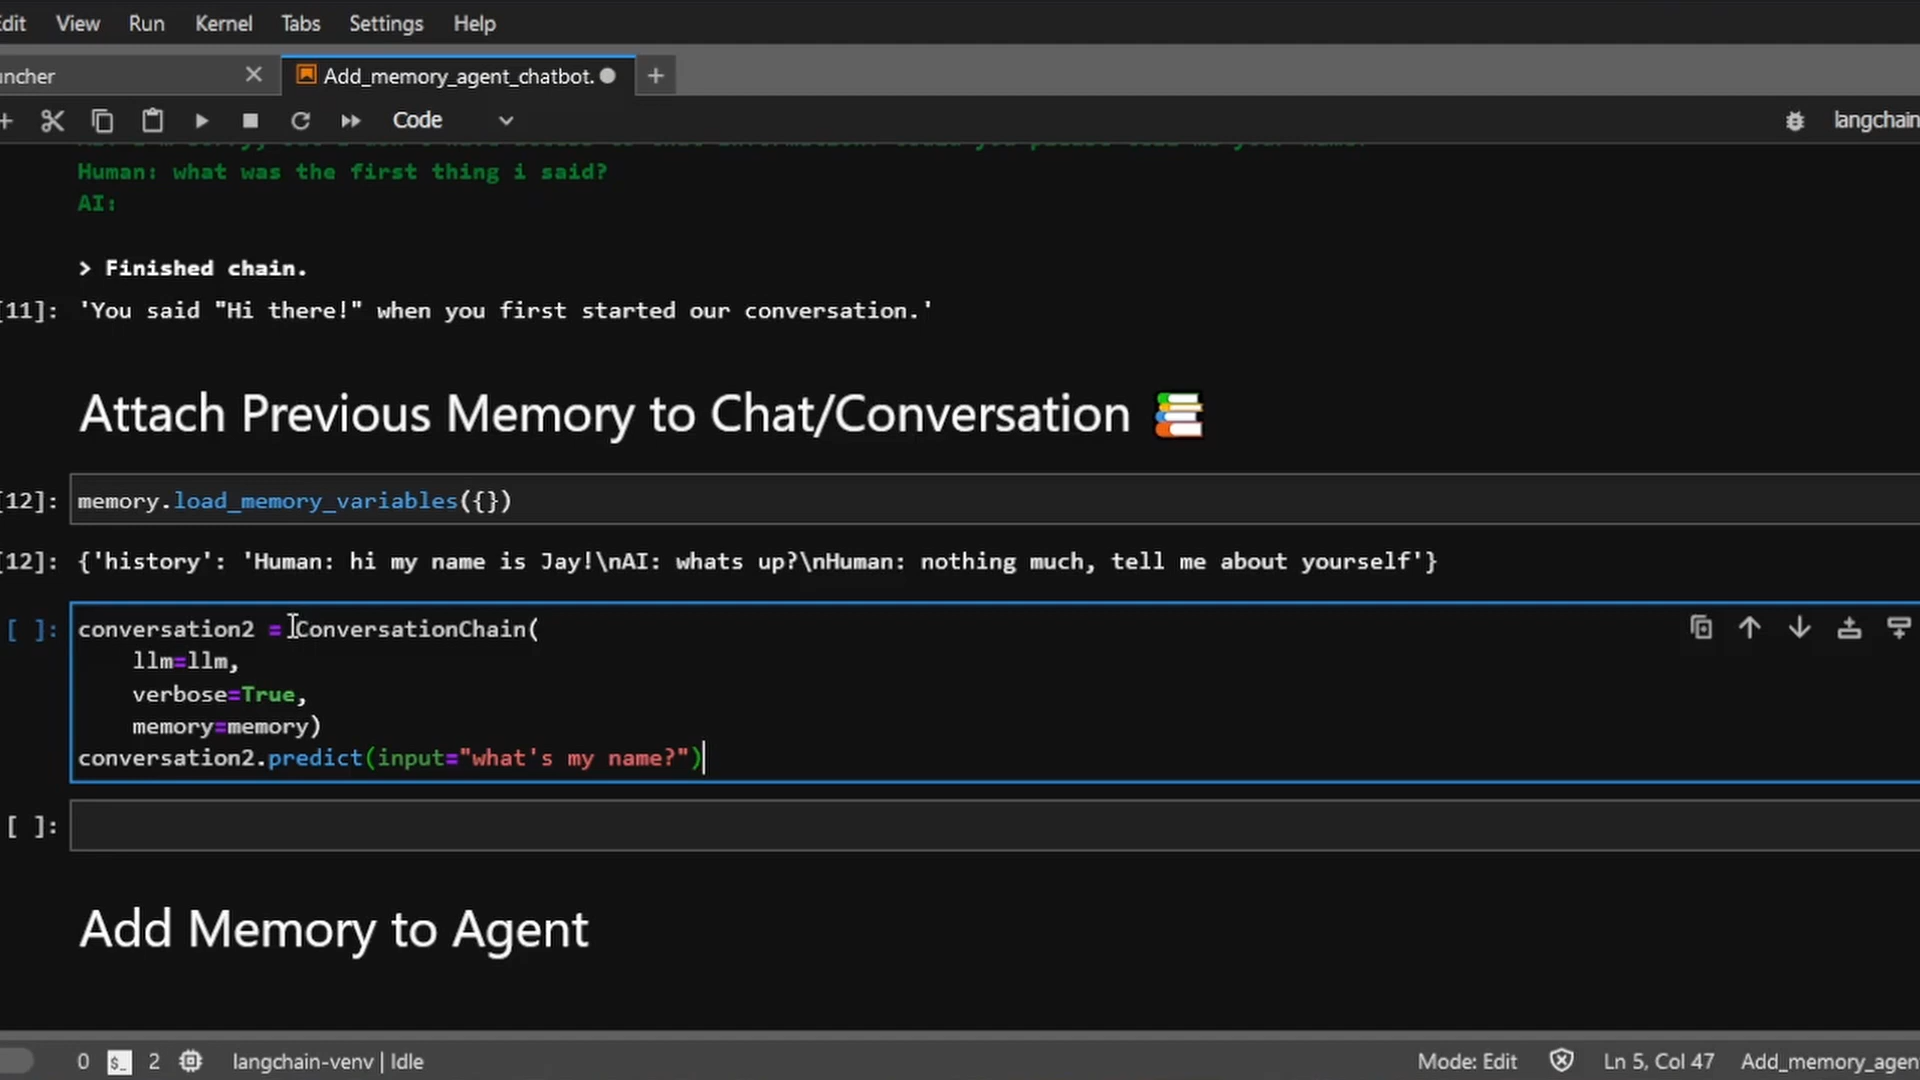 Edit View Run Kernel Tabs Settings Help
uncher Add_memory_agent_chatbot.
Code langchain
Human: what was the first thing i said?
AI:
> Finished chain.
[11]: 'You said "Hi there!" when you first started our conversation.'
Attach Previous Memory to Chat/Conversation
[12]: memory.load_memory_variables({})
[12]: {'history': 'Human: hi my name is Jay!\nAI: whats up?\nHuman: nothing much, tell me about yourself'}
[ ]: conversation2 = ConversationChain(
llm=llm,
verbose=True,
memory=memory)
conversation2.predict(input="what's my name?")
[ ]:
Add Memory to Agent
0 $_ 2 langchain-venv | Idle Mode: Edit Ln 5, Col 47 Add_memory_agen